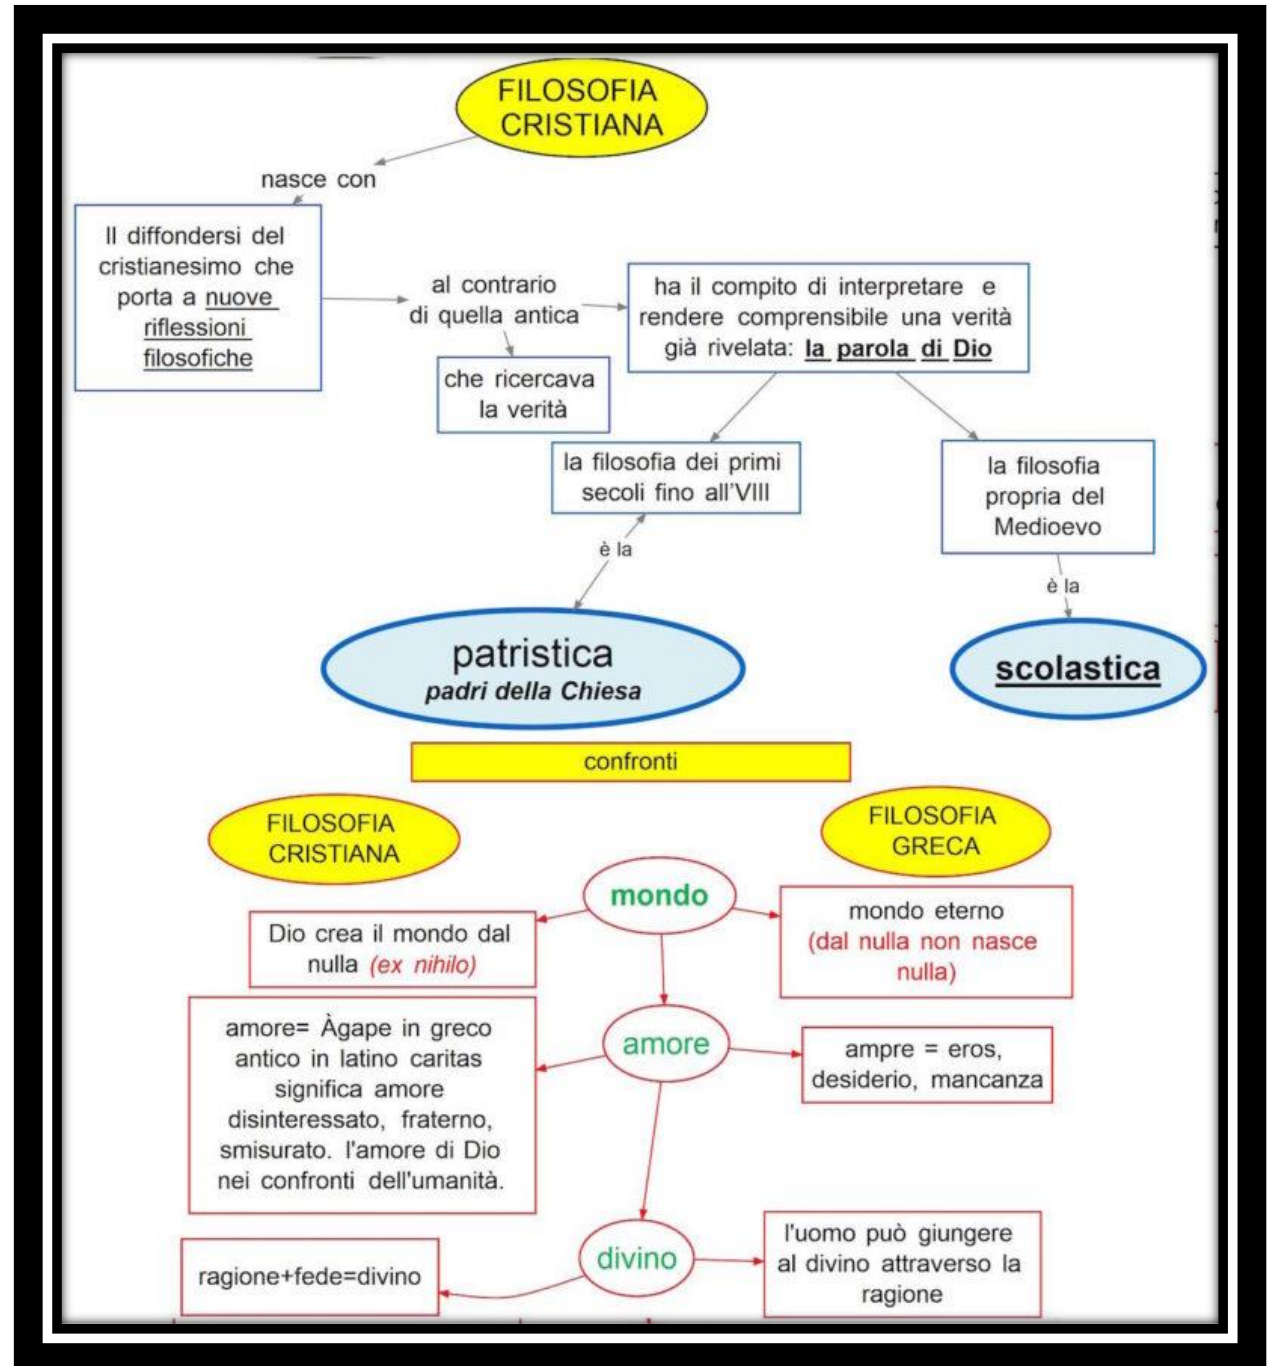 FILOSOFIA
CRISTIANA
nasce con
Il diffondersi del
cristianesimo che
porta a nuove
riflessioni
filosofiche
al contrario
di quella antica
che ricercava
la verità
ha il compito di interpretare e
rendere comprensibile una verità
già rivelata: la parola di Dio
la filosofia dei primi
secoli fino all'VIII
è la
patristica
padri della Chiesa
la filosofia
propria del
Medioevo
è la
scolastica
confronti
FILOSOFIA
CRISTIANA
FILOSOFIA
GRECA
mondo
Dio crea il mondo dal
nulla (ex nihilo)
mondo eterno
(dal nulla non nasce
nulla)
amore
amore= Àgape in greco
antico in latino caritas
significa amore
disinteressato, fraterno,
smisurato. l'amore di Dio
nei confronti dell'umanità.
ampre = eros,
desiderio, mancanza
divino
ragione+fede=divino
l'uomo può giungere
al divino attraverso la
ragione